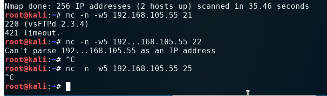 Nmap done: 256 IP addresses (2 hosts up) scanned in 35.46 seconds
root@kali:~# nc -n -w5 192.168.105.55 21
220 (vsFTPd 2.3.4)
421 Timeout.
root@kali:~# nc -n -w5 192...168.105.55 22
Can't parse 192...168.105.55 as an IP address
root@kali:~# ^C
root@kali:~# nc -n -w5 192.168.105.55 25
^C
root@kali:~#